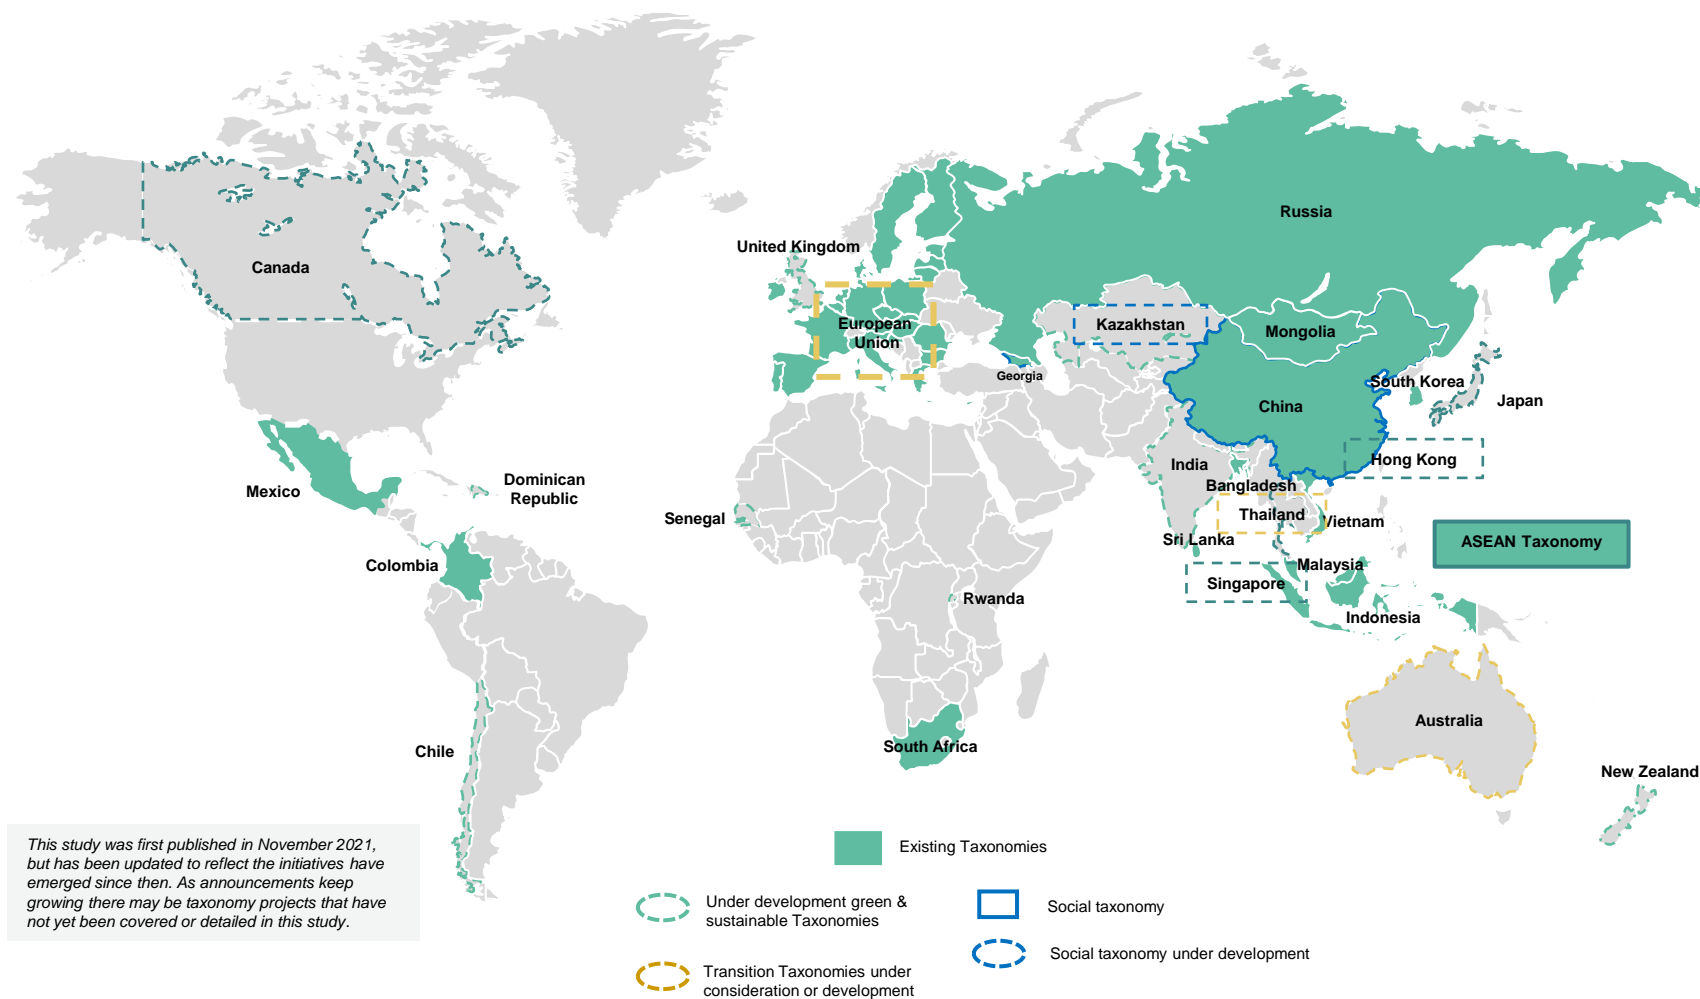 Russia
United Kingdom
Canada
European
Union
Kazakhstan
Mongolia
Georgia
South Korea
China
Japan
Hong Kong
India
Bangladesh
Dominican
Republic
Mexico
Senegal
Thailand
Vietnam
Sri Lanka
ASEAN Taxonomy
Colombia
Malaysia
Singapore
Rwanda
Indonesia
Australia
South Africa
Chile
New Zealand
This study was first published in November 2021,
but has been updated to reflect the initiatives have
emerged since then. As announcements keep
growing there may be taxonomy projects that have
not yet been covered or detailed in this study.
Existing Taxonomies
Under development green &
sustainable Taxonomies
Social taxonomy
Social taxonomy under development
Transition Taxonomies under
consideration or development